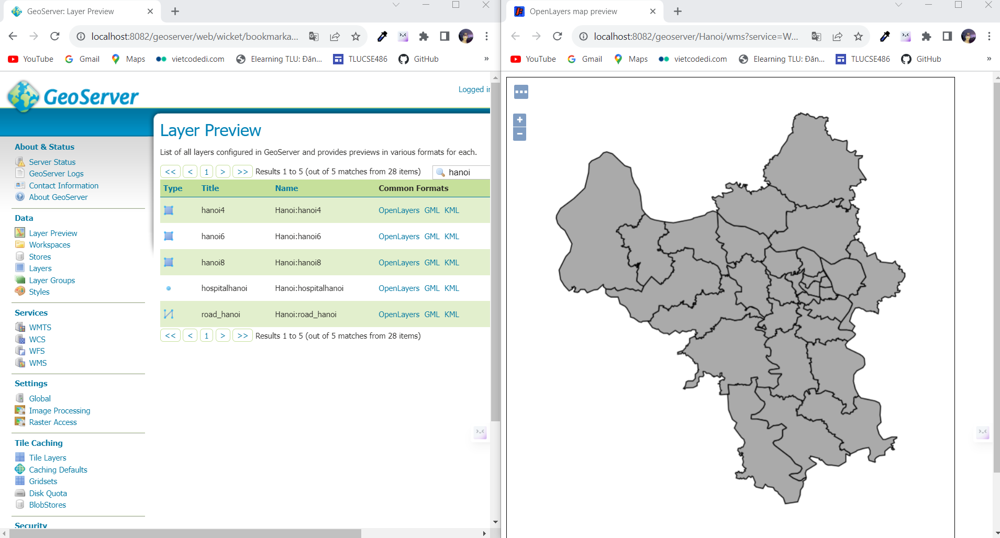 GeoServer: Layer Preview
localhost:8082/geoserver/web/wicket/bookmarka...
YouTube Gmail Maps vietcodedi.com Elearning TLU: Đăn... TLUCSE486 GitHub »
GeoServer
Logged in
About & Status
Server Status
GeoServer Logs
Contact Information
About GeoServer
Data
Layer Preview
Workspaces
Stores
Layers
Layer Groups
Styles
Services
WMTS
WCS
WFS
WMS
Settings
Global
Image Processing
Raster Access
Tile Caching
Tile Layers
Caching Defaults
Gridsets
Disk Quota
BlobStores
Security
Layer Preview
List of all layers configured in GeoServer and provides previews in various formats for each.
<< < 1 > >> Results 1 to 5 (out of 5 matches from 28 items) hanoi
Type Title Name Common Formats
hanoi4 Hanoi:hanoi4 OpenLayers GML KML
hanoi6 Hanoi:hanoi6 OpenLayers GML KML
hanoi8 Hanoi:hanoi8 OpenLayers GML KML
hospitalhanoi Hanoi:hospitalhanoi OpenLayers GML KML
road_hanoi Hanoi:road_hanoi OpenLayers GML KML
<< < 1 > >> Results 1 to 5 (out of 5 matches from 28 items)
OpenLayers map preview
localhost:8082/geoserver/Hanoi/wms?service=W...
YouTube Gmail Maps vietcodedi.com Elearning TLU: Đăn... TLUCSE486 GitHub »
+
−